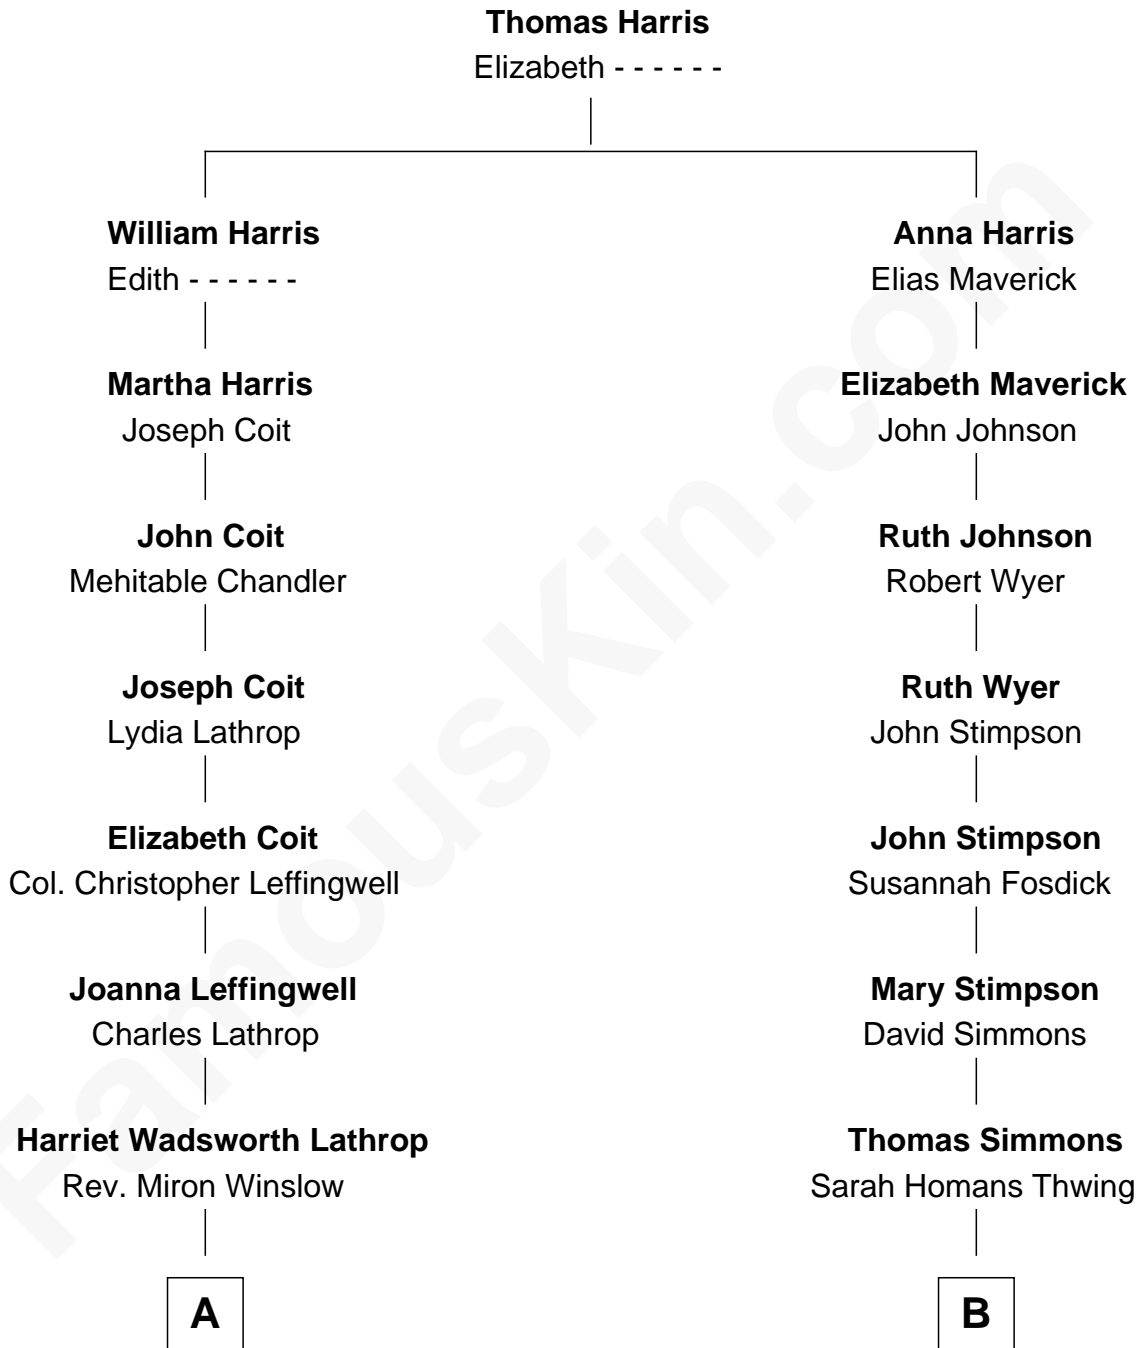 Thomas Harris
Elizabeth - - - - - -
William Harris
Edith - - - - - -
Anna Harris
Elias Maverick
Martha Harris
Joseph Coit
Elizabeth Maverick
John Johnson
John Coit
Mehitable Chandler
Ruth Johnson
Robert Wyer
Joseph Coit
Lydia Lathrop
Ruth Wyer
John Stimpson
Elizabeth Coit
Col. Christopher Leffingwell
John Stimpson
Susannah Fosdick
Joanna Leffingwell
Charles Lathrop
Mary Stimpson
David Simmons
Harriet Wadsworth Lathrop
Rev. Miron Winslow
Thomas Simmons
Sarah Homans Thwing
A
B
FamousKin.com